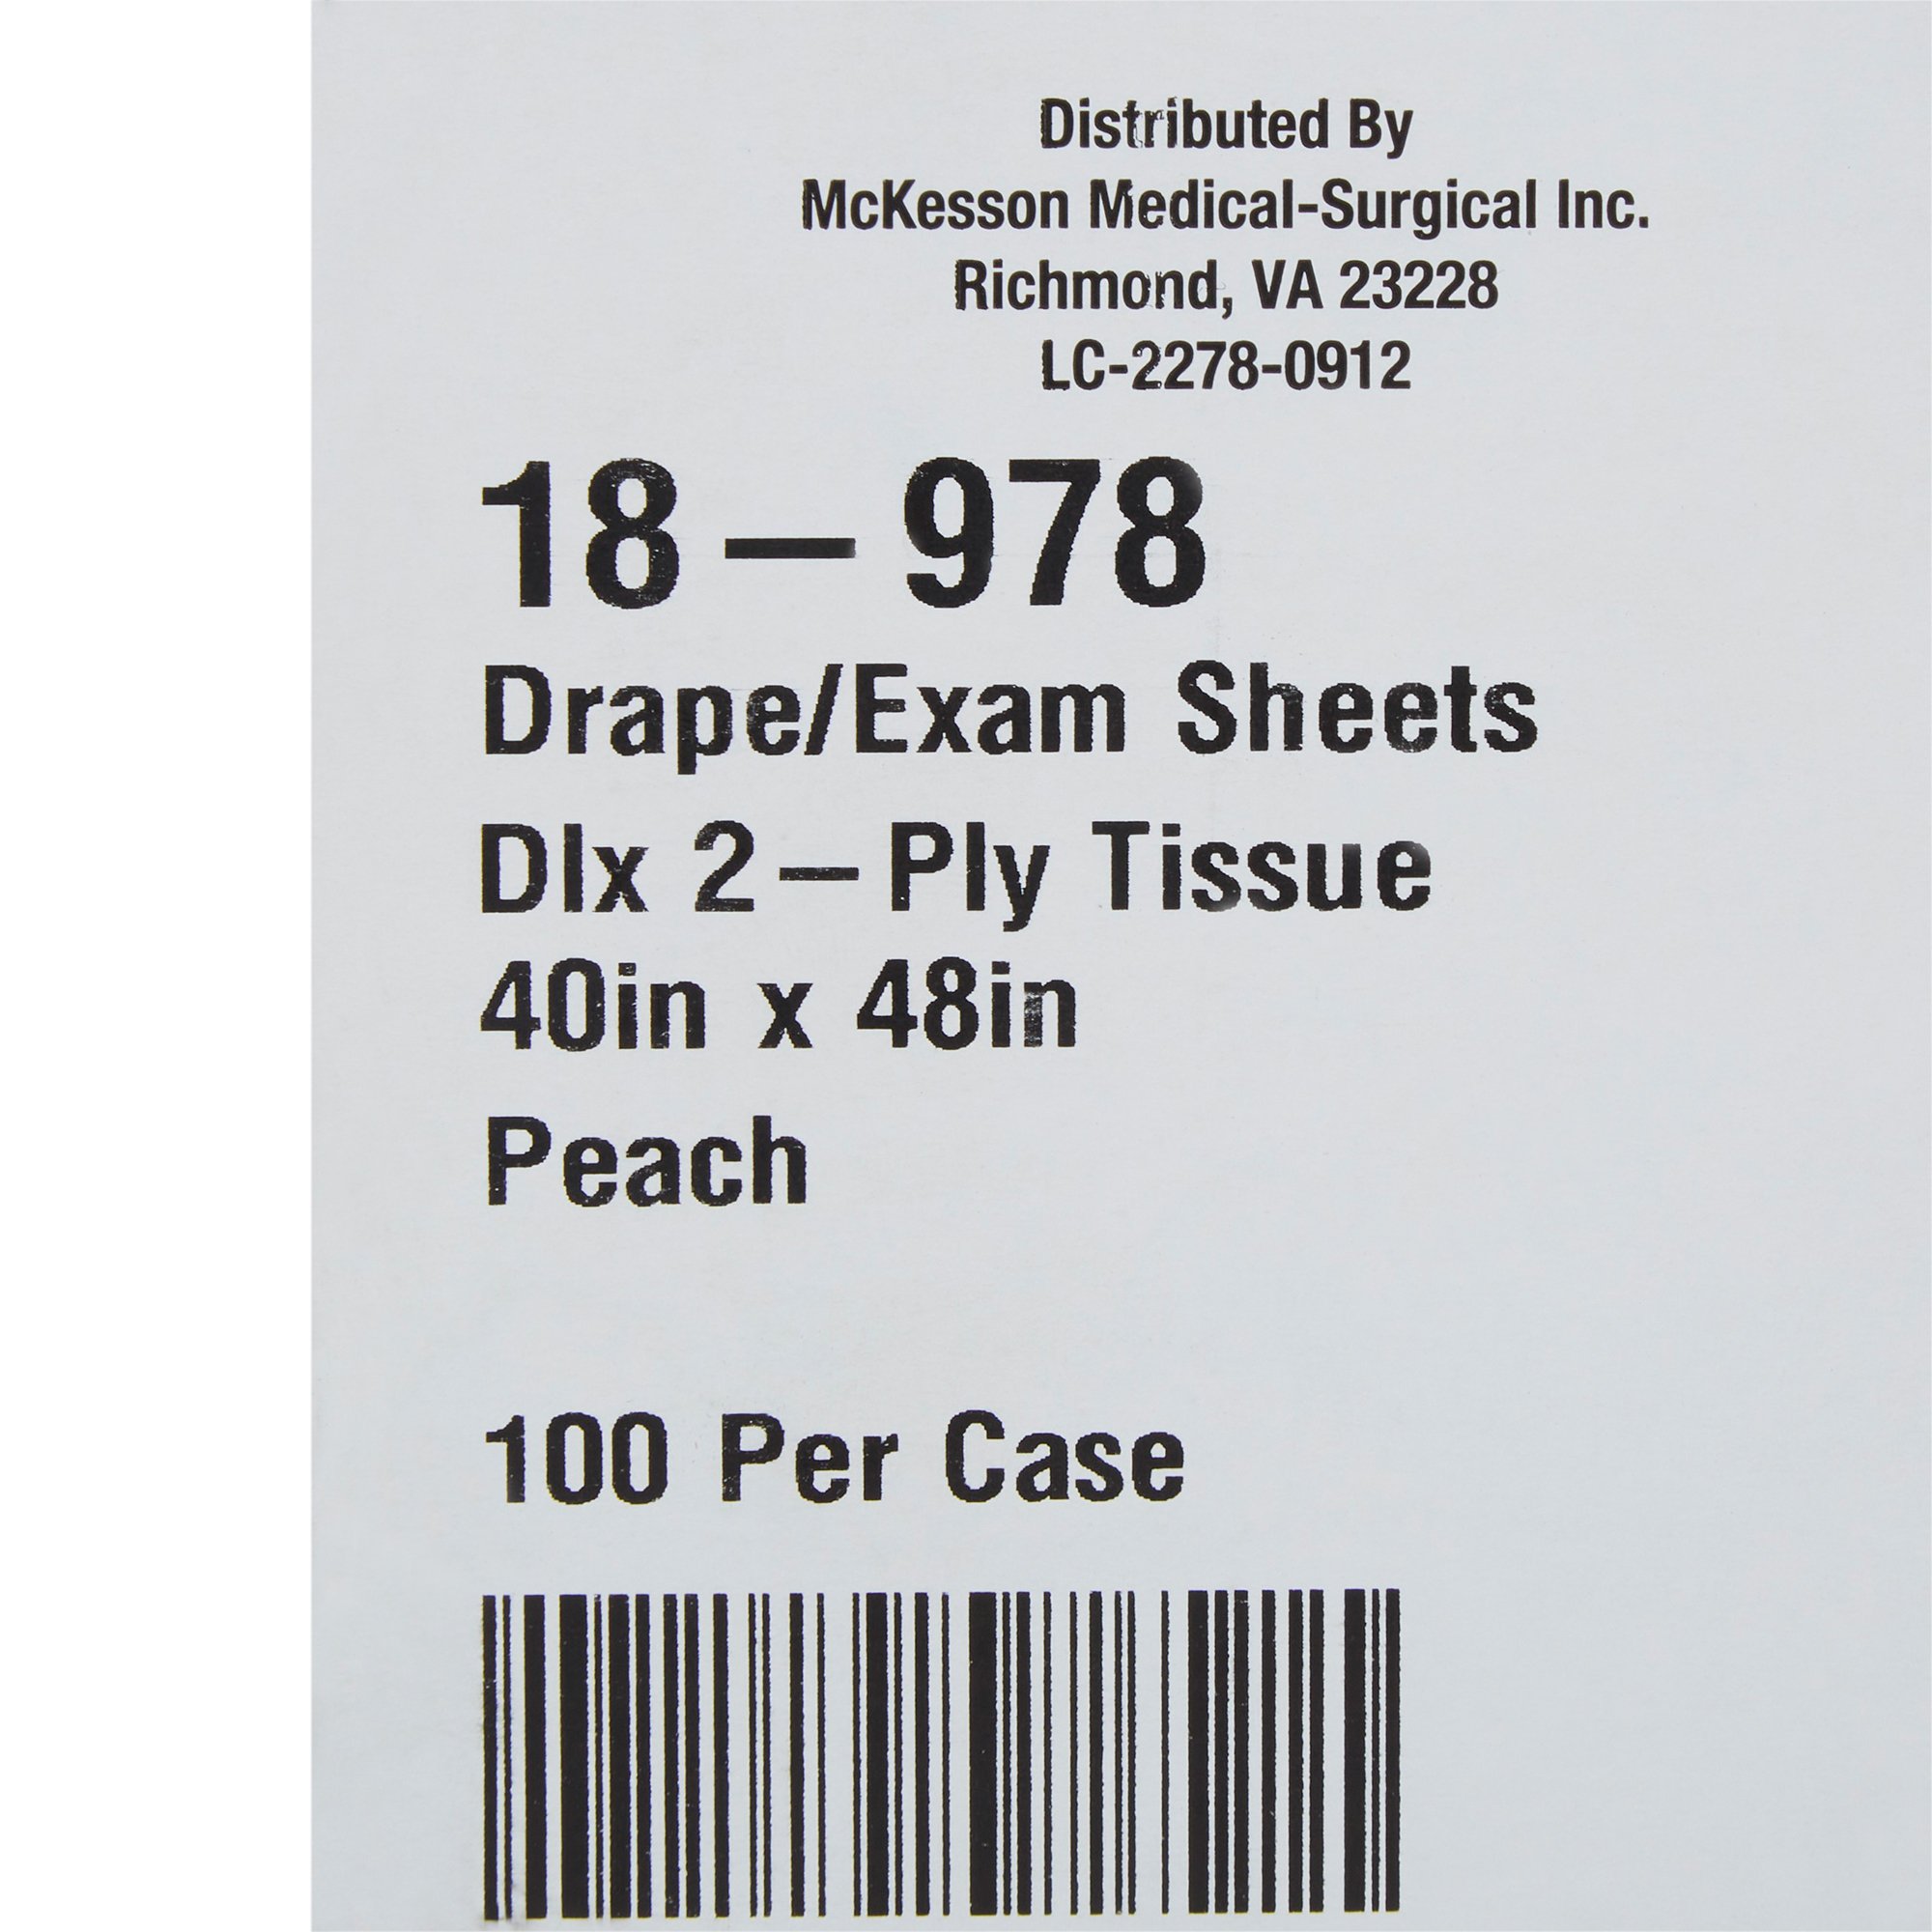 Distributed By
McKesson Medical-Surgical Inc.
Richmond, VA 23228
LC-2278-0912
18-978
Drape/Exam Sheets
Dlx 2-Ply Tissue
40in x 48in
Peach
100 Per Case